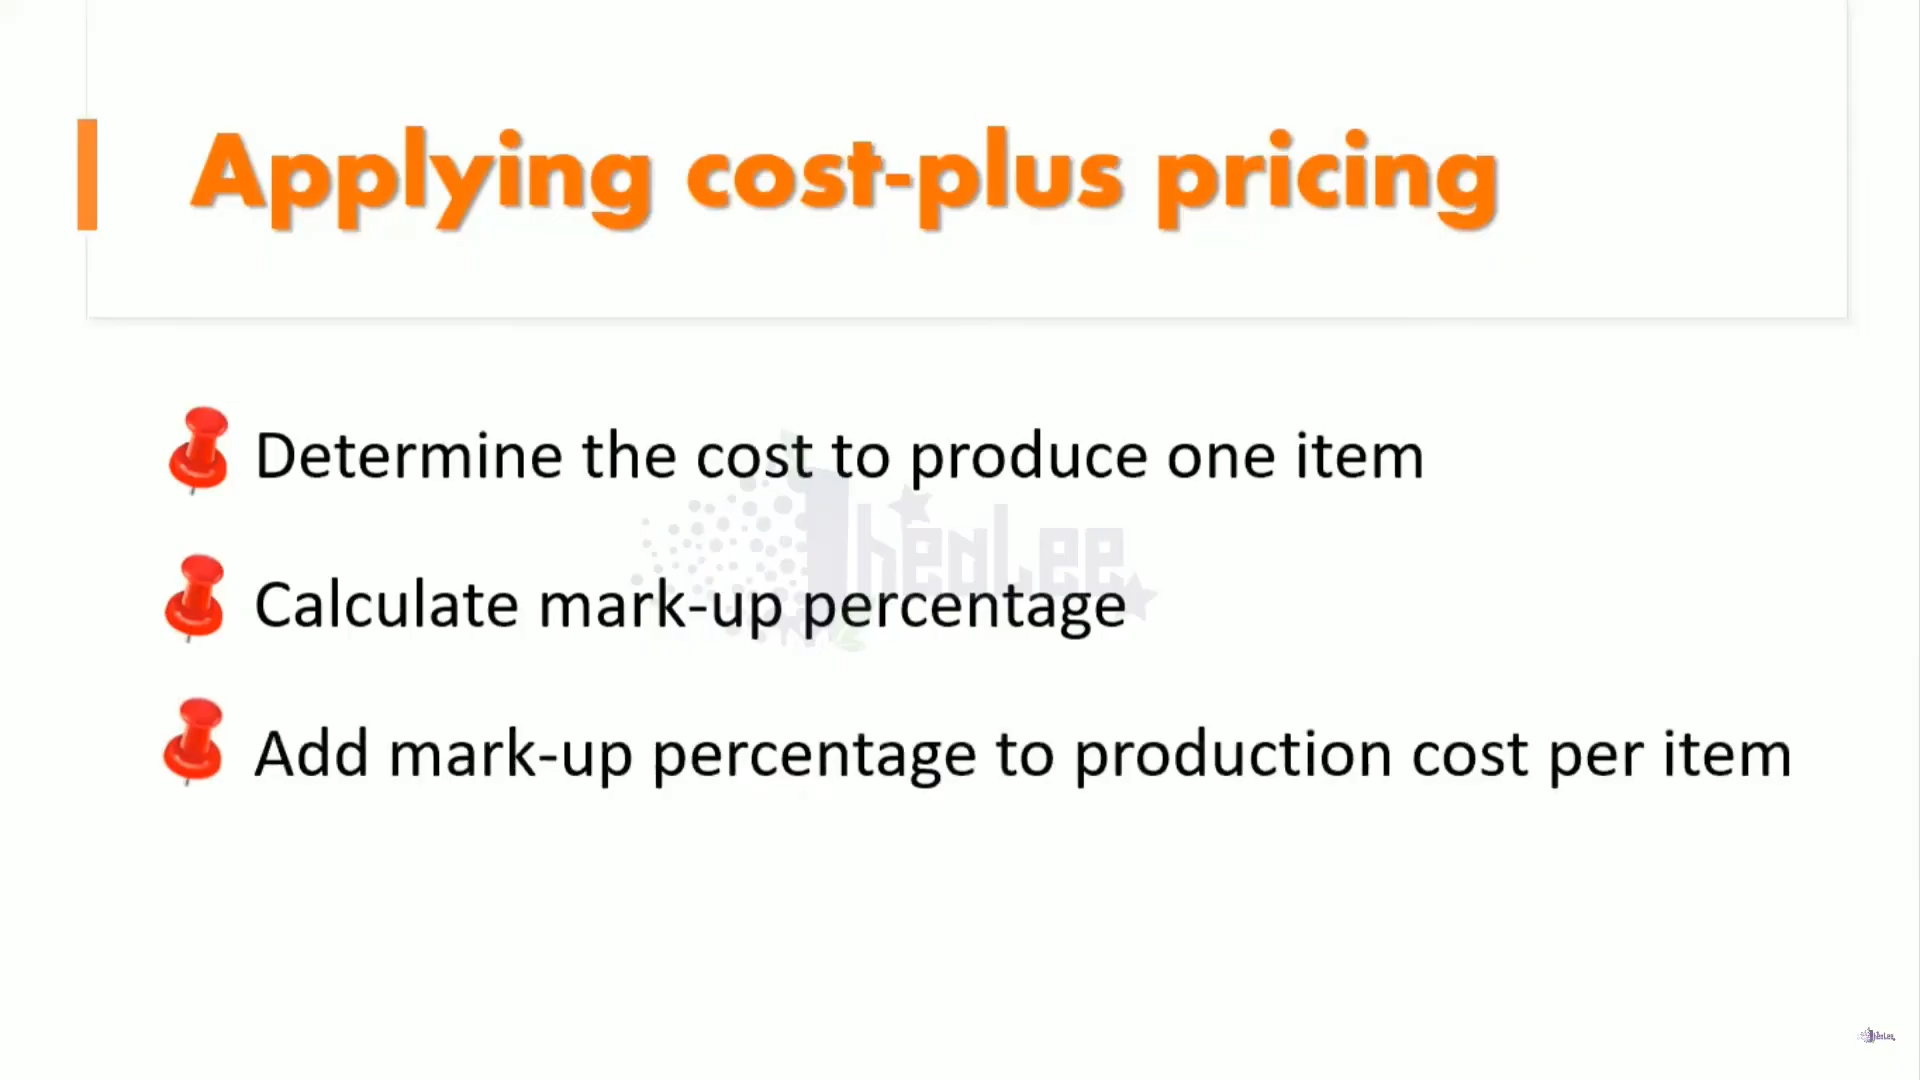 Applying cost-plus pricing
Determine the cost to produce one item
Calculate mark-up percentage
Add mark-up percentage to production cost per item